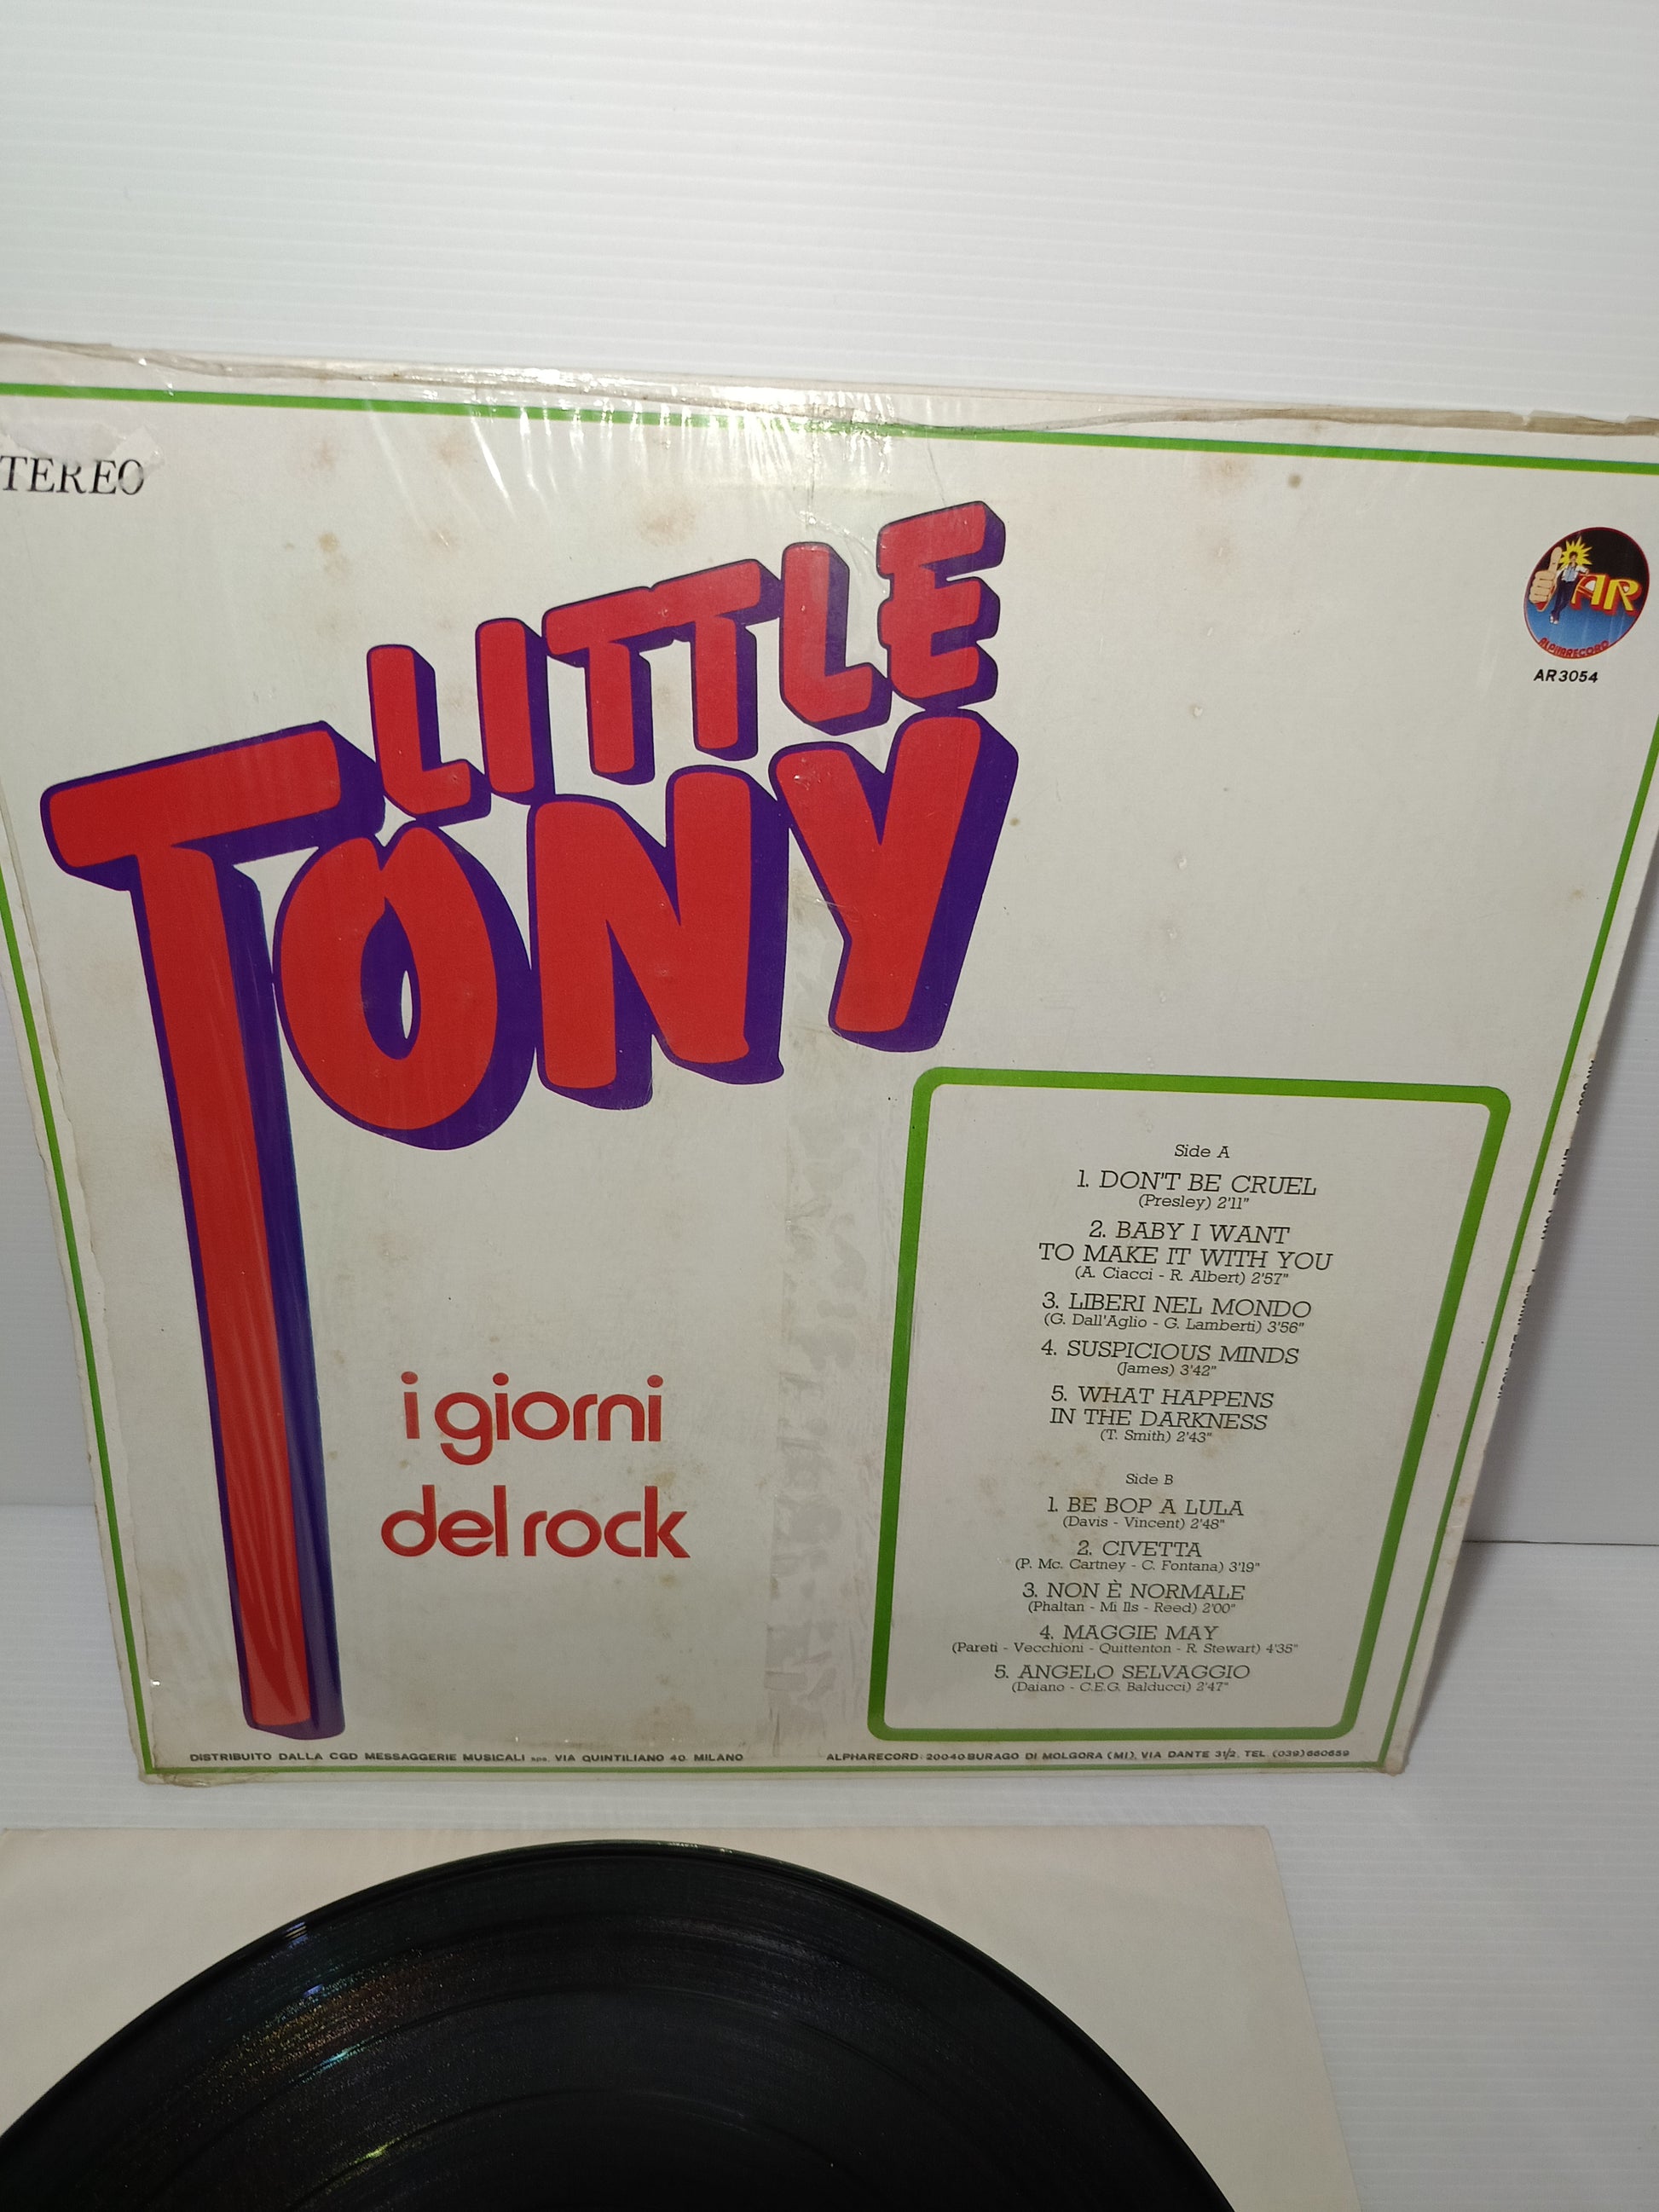 TEREO
LITTLE
TONY
AR
ALPHARECORD
AR3054
i giorni
del rock
Side A
1. DON'T BE CRUEL
(Presley) 2'11"
2. BABY I WANT
TO MAKE IT WITH YOU
(A. Ciacci - R. Albert) 2'57"
3. LIBERI NEL MONDO
(G. Dall'Aglio - G. Lamberti) 3'56"
4. SUSPICIOUS MINDS
(James) 3'42"
5. WHAT HAPPENS
IN THE DARKNESS
(T. Smith) 2'43"
Side B
1. BE BOP A LULA
(Davis - Vincent) 2'48"
2. CIVETTA
(P. Mc. Cartney - C. Fontana) 3'19"
3. NON È NORMALE
(Phaltan - Mi lls - Reed) 2'00"
4. MAGGIE MAY
(Pareti - Vecchioni - Quittenton - R. Stewart) 4'35"
5. ANGELO SELVAGGIO
(Daiano - C.E.G. Balducci) 2'47"
DISTRIBUITO DALLA CGD MESSAGGERIE MUSICALI spa. VIA QUINTILIANO 40. MILANO
ALPHARECORD: 20040 BURAGO DI MOLGORA (MI), VIA DANTE 31/2, TEL. (039) 660659